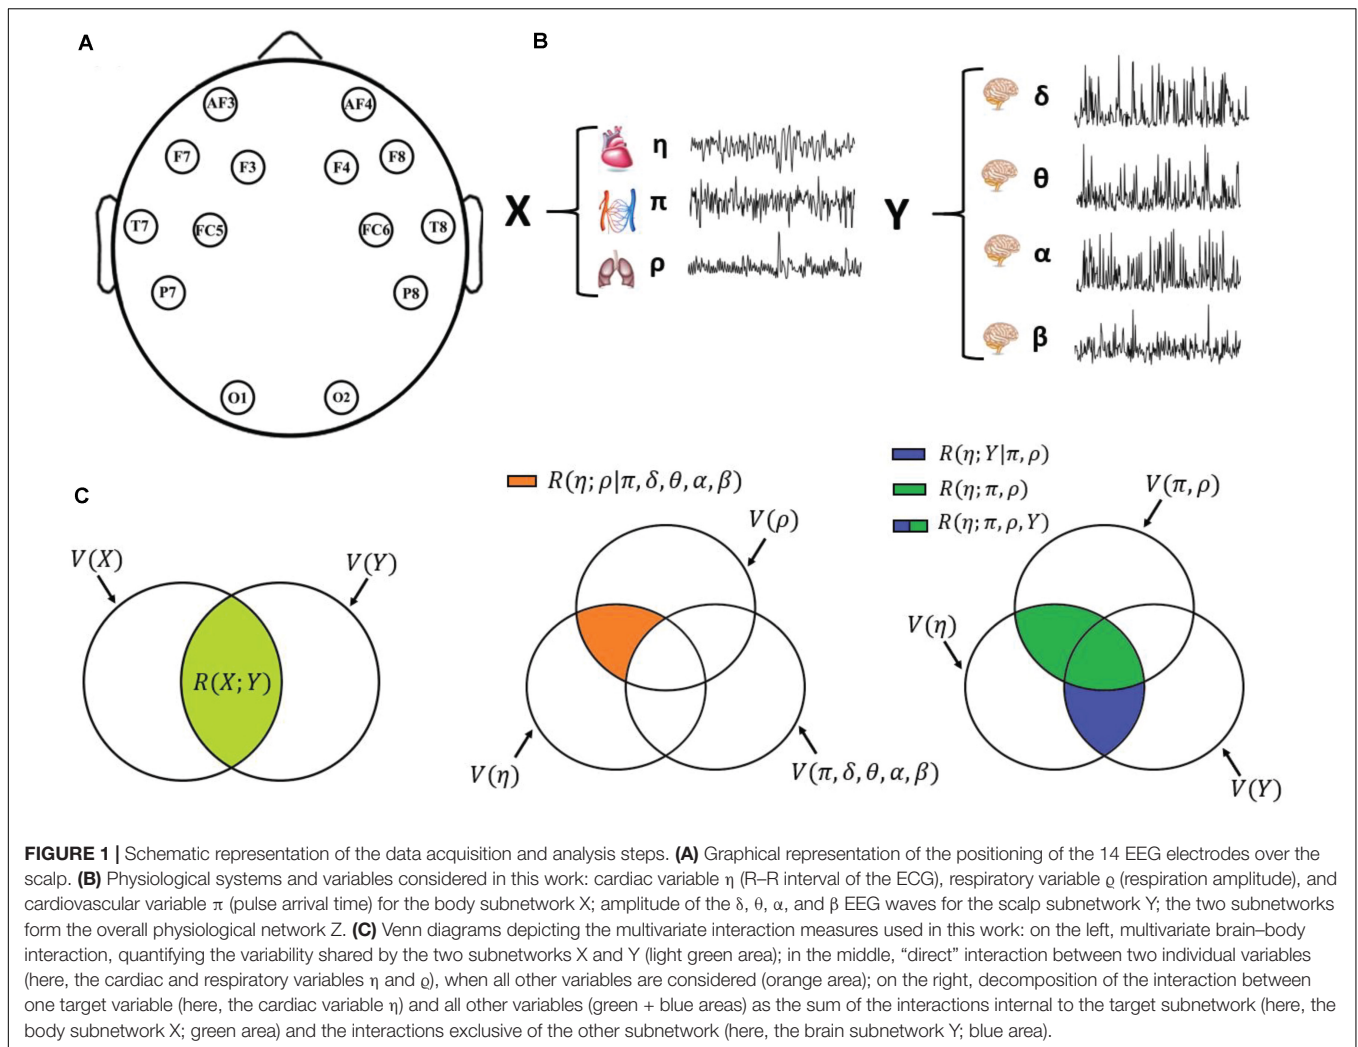 A
AF3
AF4
F7
F3
F4
F8
T7
FC5
FC6
T8
P7
P8
O1
O2
B
X
η
π
ρ
Y
δ
θ
α
β
C
V(X)
V(Y)
R(X;Y)
R(η; ρ|π, δ, θ, α, β)
V(ρ)
V(η)
V(π, δ, θ, α, β)
R(η; Y|π, ρ)
R(η; π, ρ)
R(η; π, ρ, Y)
V(π, ρ)
V(η)
V(Y)
FIGURE 1 | Schematic representation of the data acquisition and analysis steps. (A) Graphical representation of the positioning of the 14 EEG electrodes over the
scalp. (B) Physiological systems and variables considered in this work: cardiac variable η (R–R interval of the ECG), respiratory variable ϱ (respiration amplitude), and
cardiovascular variable π (pulse arrival time) for the body subnetwork X; amplitude of the δ, θ, α, and β EEG waves for the scalp subnetwork Y; the two subnetworks
form the overall physiological network Z. (C) Venn diagrams depicting the multivariate interaction measures used in this work: on the left, multivariate brain–body
interaction, quantifying the variability shared by the two subnetworks X and Y (light green area); in the middle, “direct” interaction between two individual variables
(here, the cardiac and respiratory variables η and ϱ), when all other variables are considered (orange area); on the right, decomposition of the interaction between
one target variable (here, the cardiac variable η) and all other variables (green + blue areas) as the sum of the interactions internal to the target subnetwork (here, the
body subnetwork X; green area) and the interactions exclusive of the other subnetwork (here, the brain subnetwork Y; blue area).